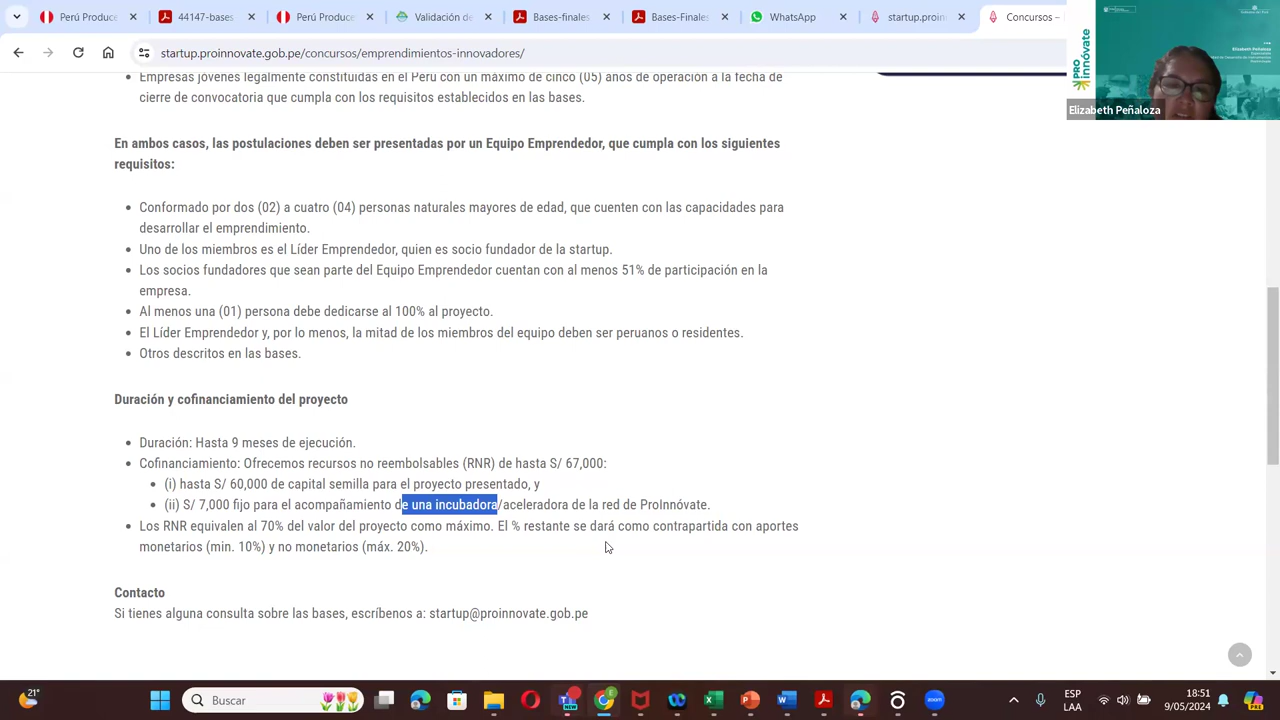 Perú Produce
44147-bases
Perú Produce
Bases-Finales
Bases-Finales
WhatsApp
startup.proin
Concursos –
startup.proinnovate.gob.pe/concursos/emprendimientos-innovadores/
PRO innóvate
Elizabeth Peñaloza
Elizabeth Peñaloza
Empresas jóvenes legalmente constituidas en el Perú con un máximo de cinco (05) años de operación a la fecha de
cierre de convocatoria que cumpla con los requisitos establecidos en las bases.
En ambos casos, las postulaciones deben ser presentadas por un Equipo Emprendedor, que cumpla con los siguientes
requisitos:
Conformado por dos (02) a cuatro (04) personas naturales mayores de edad, que cuenten con las capacidades para
desarrollar el emprendimiento.
Uno de los miembros es el Líder Emprendedor, quien es socio fundador de la startup.
Los socios fundadores que sean parte del Equipo Emprendedor cuentan con al menos 51% de participación en la
empresa.
Al menos una (01) persona debe dedicarse al 100% al proyecto.
El Líder Emprendedor y, por lo menos, la mitad de los miembros del equipo deben ser peruanos o residentes.
Otros descritos en las bases.
Duración y cofinanciamiento del proyecto
Duración: Hasta 9 meses de ejecución.
Cofinanciamiento: Ofrecemos recursos no reembolsables (RNR) de hasta S/ 67,000:
(i) hasta S/ 60,000 de capital semilla para el proyecto presentado, y
(ii) S/ 7,000 fijo para el acompañamiento de una incubadora/aceleradora de la red de ProInnóvate.
Los RNR equivalen al 70% del valor del proyecto como máximo. El % restante se dará como contrapartida con aportes
monetarios (min. 10%) y no monetarios (máx. 20%).
Contacto
Si tienes alguna consulta sobre las bases, escríbenos a: startup@proinnovate.gob.pe
21°
Buscar
zoom
ESP
LAA
18:51
9/05/2024
PRE